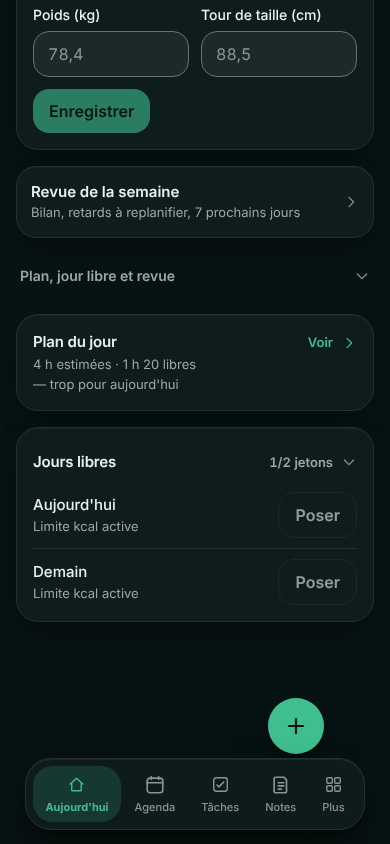 Poids (kg)
Tour de taille (cm)
78,4
88,5
Enregistrer
Revue de la semaine
Bilan, retards à replanifier, 7 prochains jours
Plan, jour libre et revue
Plan du jour
Voir
4 h estimées · 1 h 20 libres
— trop pour aujourd'hui
Jours libres
1/2 jetons
Aujourd'hui
Limite kcal active
Poser
Demain
Limite kcal active
Poser
Aujourd'hui
Agenda
Tâches
Notes
Plus